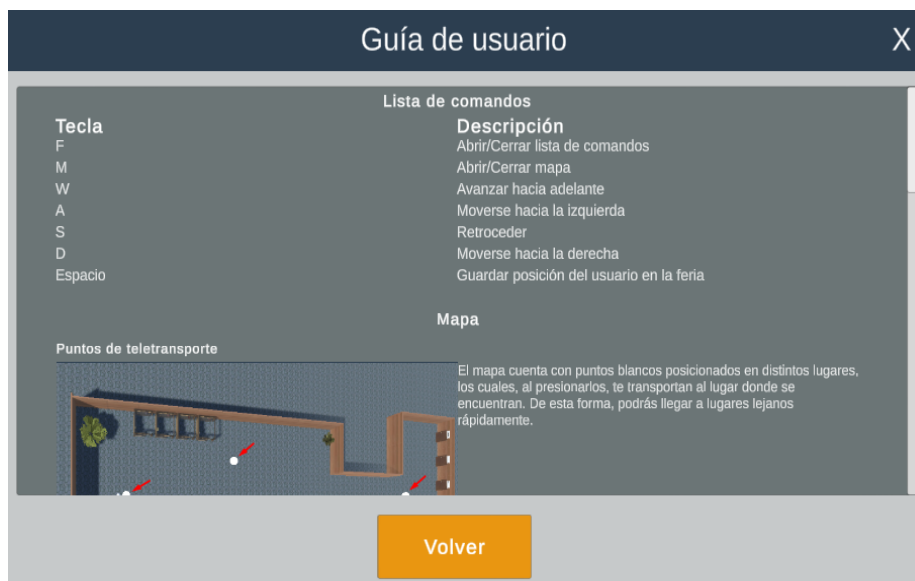 Guía de usuario X
Lista de comandos
Tecla Descripción
F Abrir/Cerrar lista de comandos
M Abrir/Cerrar mapa
W Avanzar hacia adelante
A Moverse hacia la izquierda
S Retroceder
D Moverse hacia la derecha
Espacio Guardar posición del usuario en la feria
Mapa
Puntos de teletransporte
El mapa cuenta con puntos blancos posicionados en distintos lugares,
los cuales, al presionarlos, te transportan al lugar donde se
encuentran. De esta forma, podrás llegar a lugares lejanos
rápidamente.
Volver